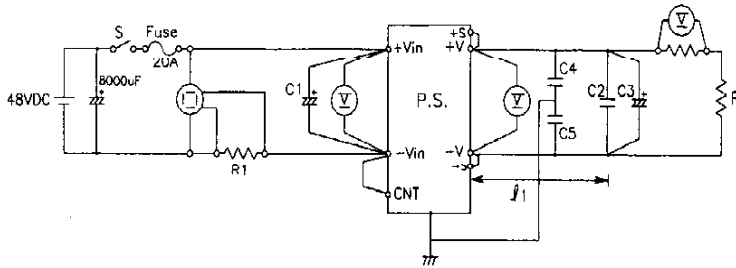 S
Fuse
20A
8000uF
48VDC
R1
C1
V
+Vin
-Vin
CNT
P.S.
+S
+V
-V
-S
V
C4
C5
C2
C3
V
R
ℓ1